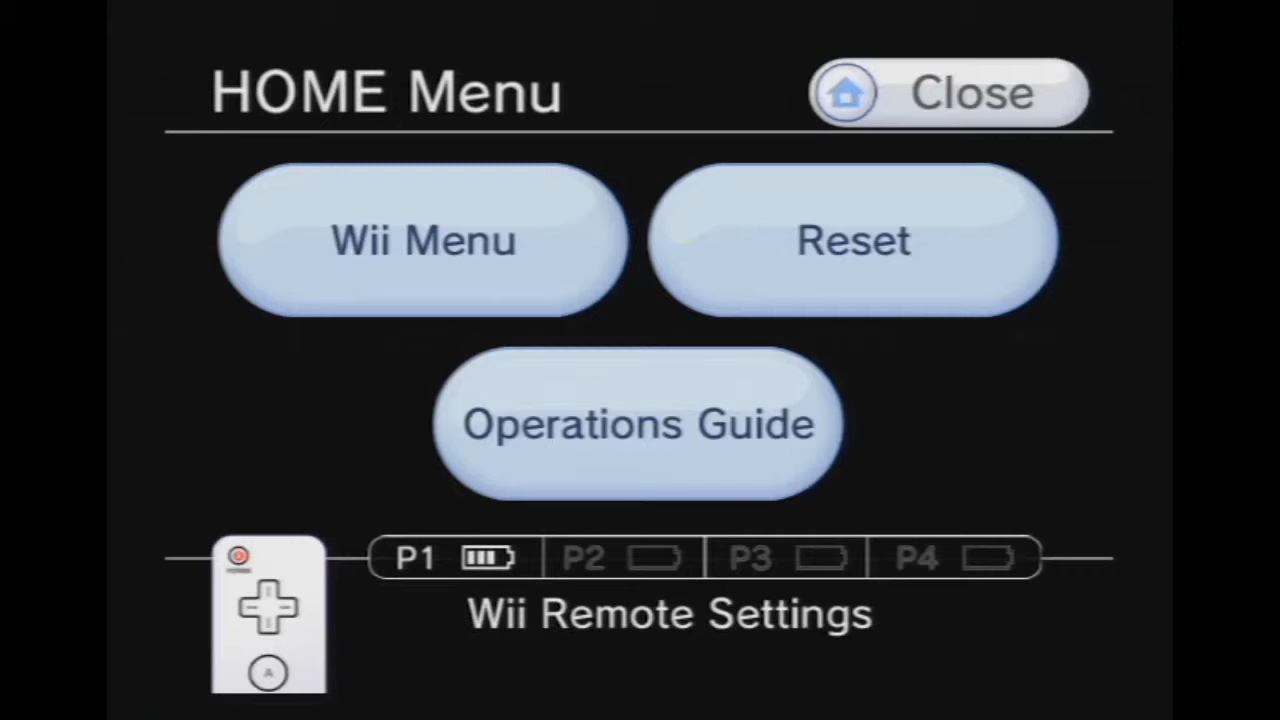 HOME Menu
Close
Wii Menu
Reset
Operations Guide
P1 P2 P3 P4
Wii Remote Settings
A